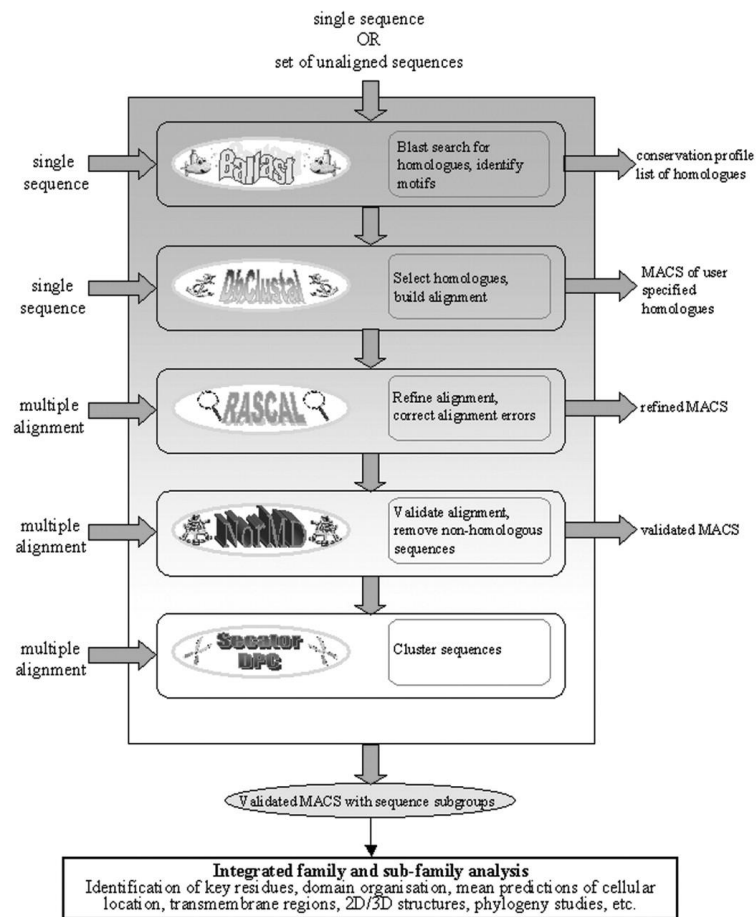 single sequence
OR
set of unaligned sequences
single
sequence
Ballast
Blast search for
homologues, identify
motifs
conservation profile
list of homologues
single
sequence
DbClustal
Select homologues,
build alignment
MACS of user
specified
homologues
multiple
alignment
RASCAL
Refine alignment,
correct alignment errors
refined MACS
multiple
alignment
NorMD
Validate alignment,
remove non-homologous
sequences
validated MACS
multiple
alignment
Secator
DPC
Cluster sequences
Validated MACS with sequence subgroups
Integrated family and sub-family analysis
Identification of key residues, domain organisation, mean predictions of cellular
location, transmembrane regions, 2D/3D structures, phylogeny studies, etc.